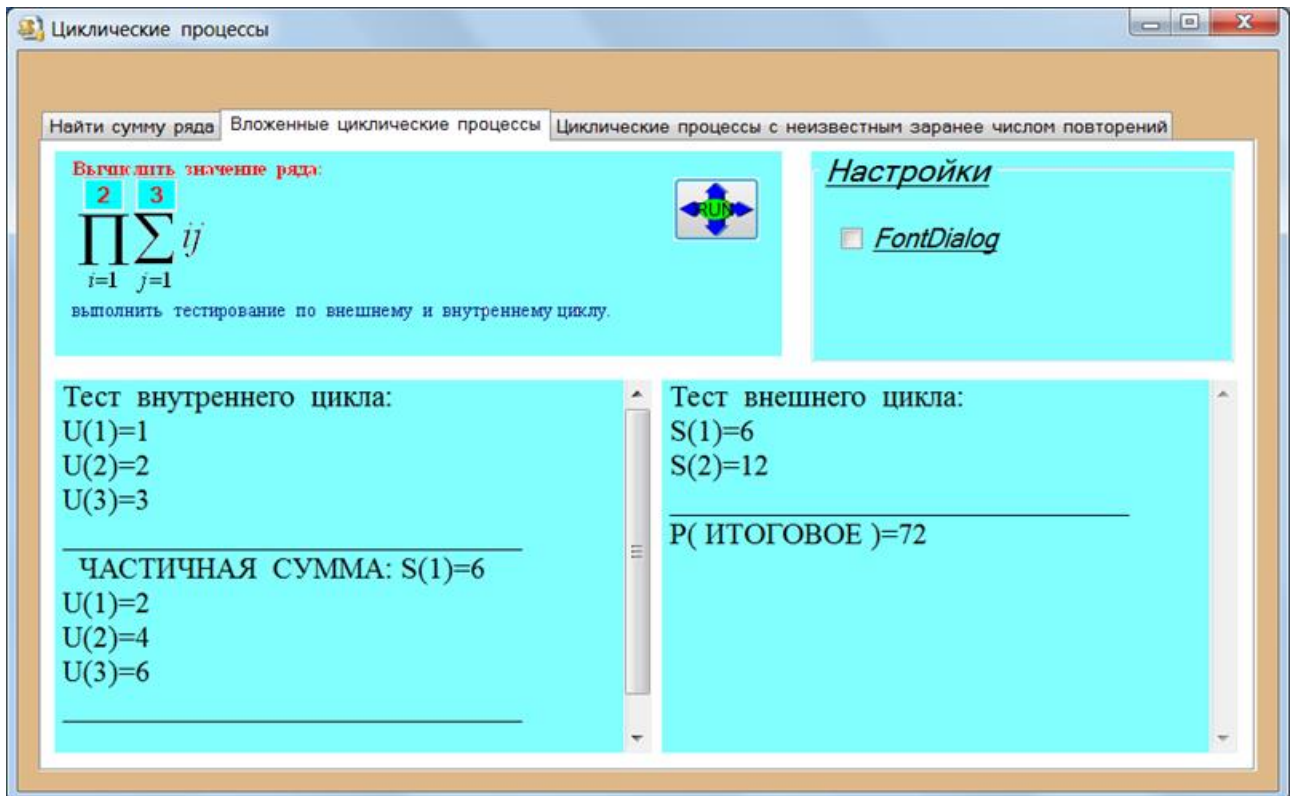 Циклические процессы
Найти сумму ряда Вложенные циклические процессы Циклические процессы с неизвестным заранее числом повторений
Вычислить значение ряда:
2 3
∏ ∑ ij
i=1 j=1
выполнить тестирование по внешнему и внутреннему циклу.
RUN
Настройки
FontDialog
Тест внутреннего цикла:
U(1)=1
U(2)=2
U(3)=3
ЧАСТИЧНАЯ СУММА: S(1)=6
U(1)=2
U(2)=4
U(3)=6
Тест внешнего цикла:
S(1)=6
S(2)=12
P( ИТОГОВОЕ )=72